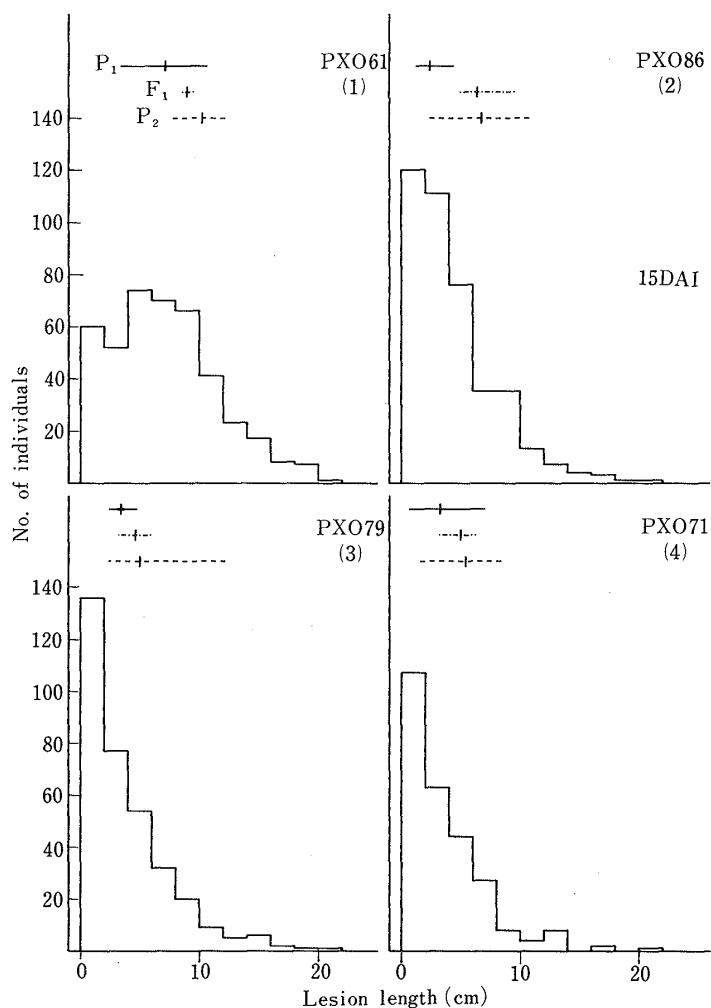 P₁
F₁
P₂
PXO61
(1)
PXO86
(2)
15DAI
140
120
100
80
60
40
20
No. of individuals
PXO79
(3)
PXO71
(4)
140
120
100
80
60
40
20
0 10 20 0 10 20
Lesion length (cm)